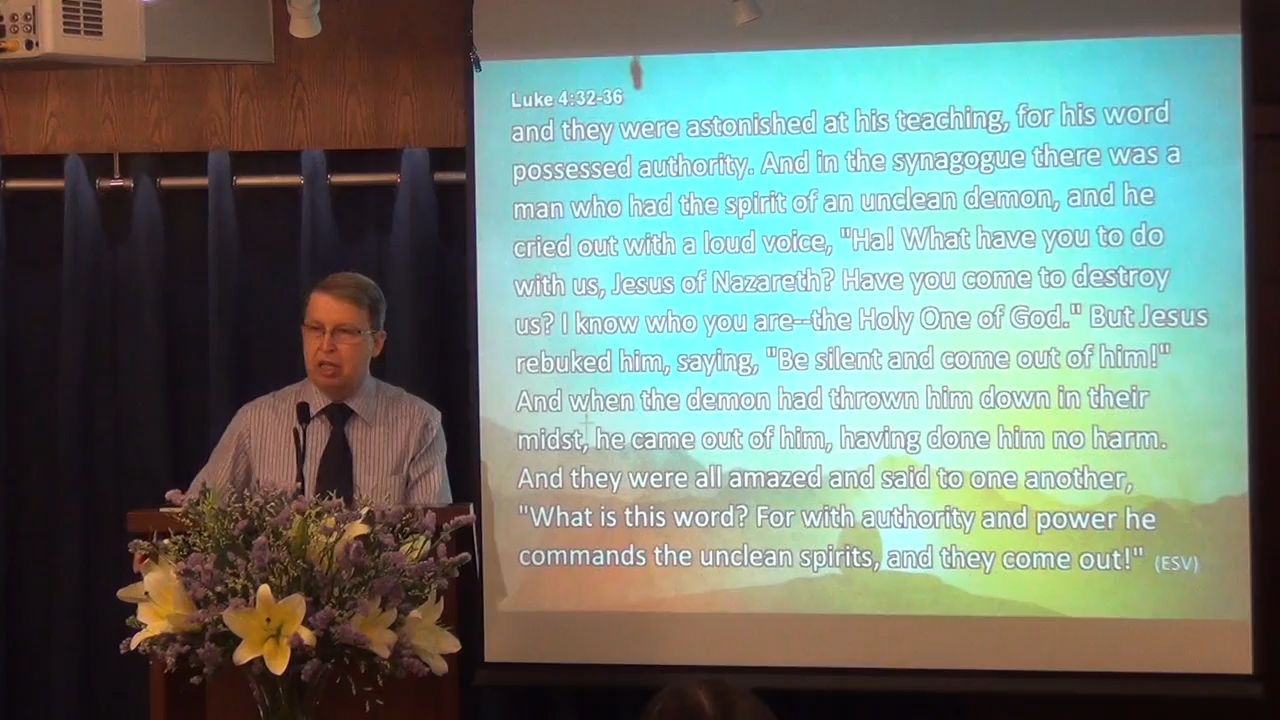 Luke 4:32-36
and they were astonished at his teaching, for his word
possessed authority. And in the synagogue there was a
man who had the spirit of an unclean demon, and he
cried out with a loud voice, "Ha! What have you to do
with us, Jesus of Nazareth? Have you come to destroy
us? I know who you are--the Holy One of God." But Jesus
rebuked him, saying, "Be silent and come out of him!"
And when the demon had thrown him down in their
midst, he came out of him, having done him no harm.
And they were all amazed and said to one another,
"What is this word? For with authority and power he
commands the unclean spirits, and they come out!" (ESV)